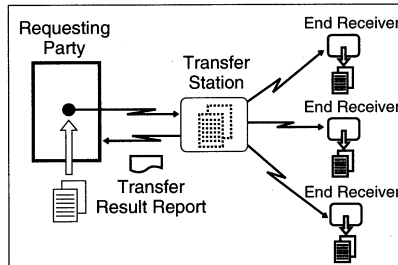 Requesting
Party
Transfer
Station
End Receiver
End Receiver
End Receiver
Transfer
Result Report